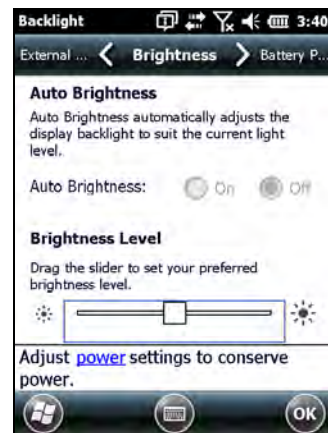 Backlight 3:40
External ... Brightness Battery P...
Auto Brightness
Auto Brightness automatically adjusts the
display backlight to suit the current light
level.
Auto Brightness: On Off
Brightness Level
Drag the slider to set your preferred
brightness level.
Adjust power settings to conserve
power.
OK